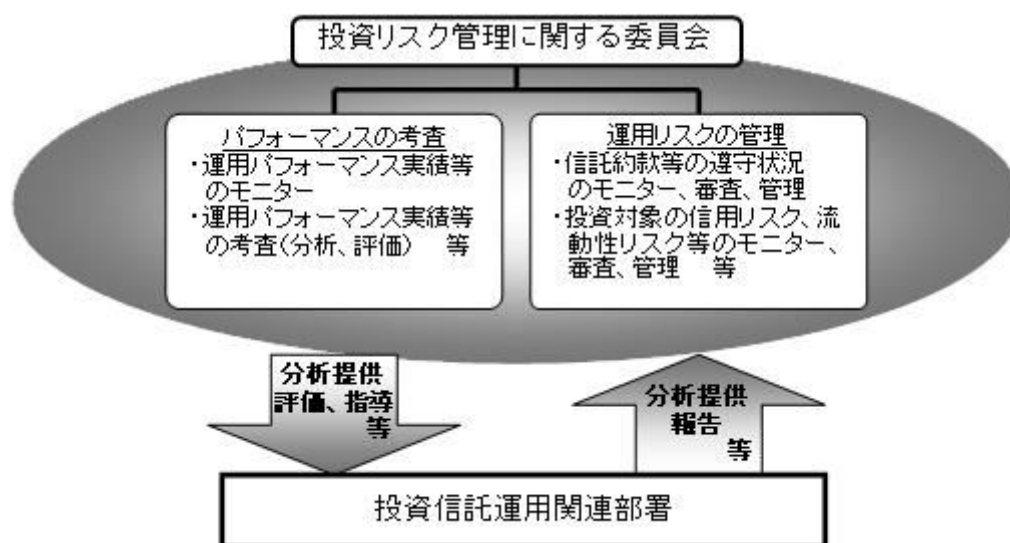 投資リスク管理に関する委員会
パフォーマンスの考査
・運用パフォーマンス実績等
のモニター
・運用パフォーマンス実績等
の考査(分析、評価) 等
運用リスクの管理
・信託約款等の遵守状況
のモニター、審査、管理
・投資対象の信用リスク、流
動性リスク等のモニター、
審査、管理 等
分析提供
評価、指導
等
分析提供
報告
等
投資信託運用関連部署